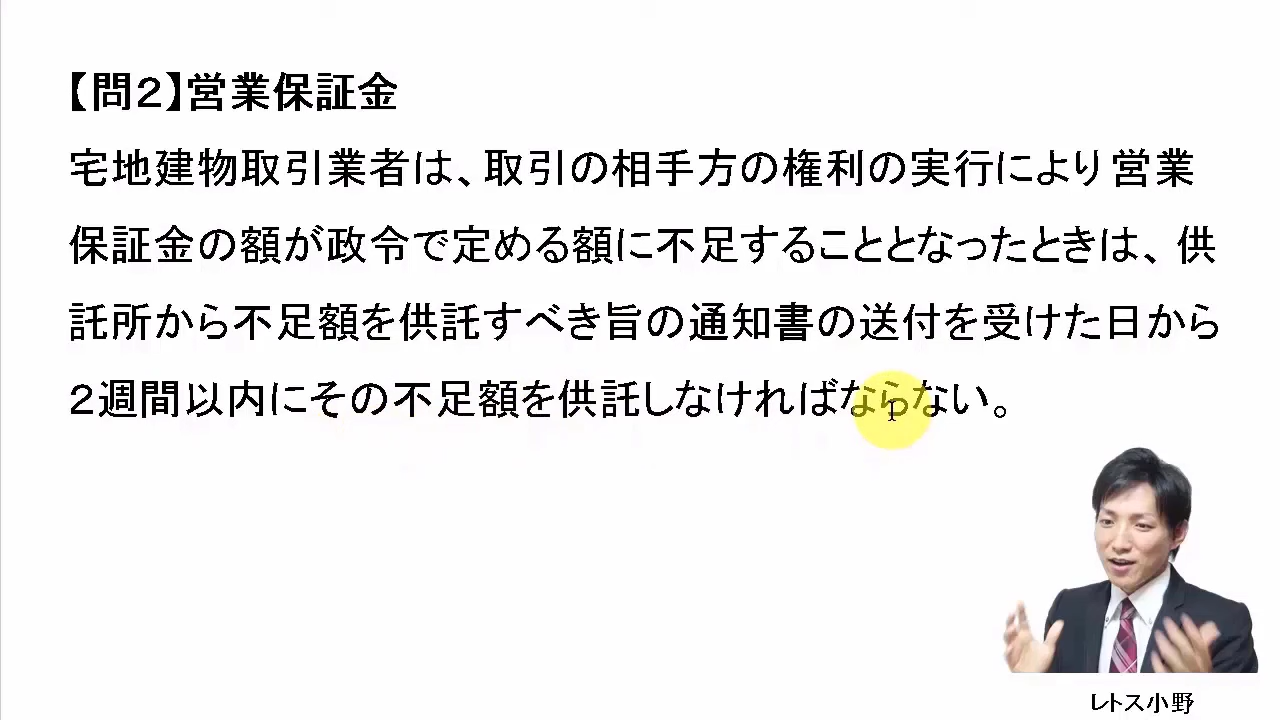 【問２】営業保証金
宅地建物取引業者は、取引の相手方の権利の実行により営業
保証金の額が政令で定める額に不足することとなったときは、供
託所から不足額を供託すべき旨の通知書の送付を受けた日から
２週間以内にその不足額を供託しなければならない。
レトス小野